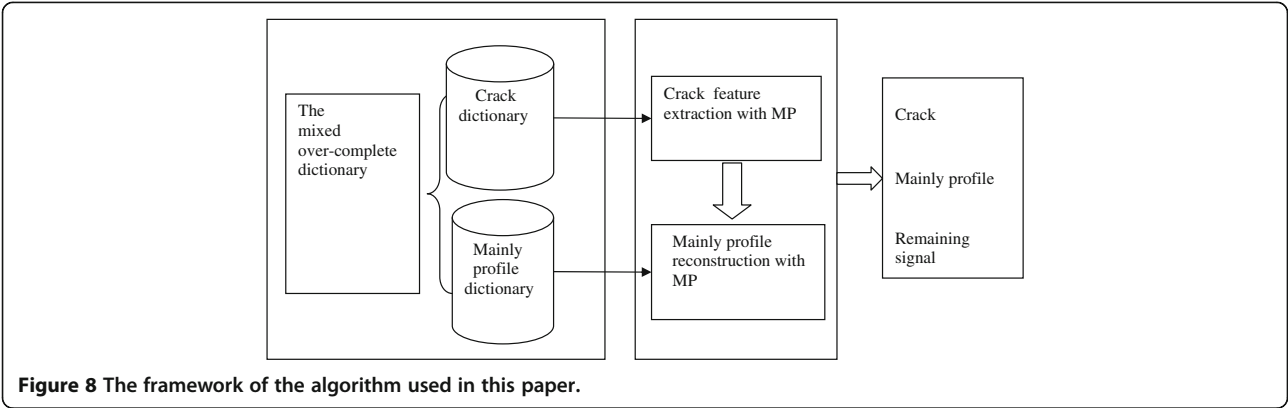 The
mixed
over-complete
dictionary
Crack
dictionary
Mainly
profile
dictionary
Crack feature
extraction with MP
Mainly profile
reconstruction with
MP
Crack
Mainly profile
Remaining
signal
Figure 8 The framework of the algorithm used in this paper.